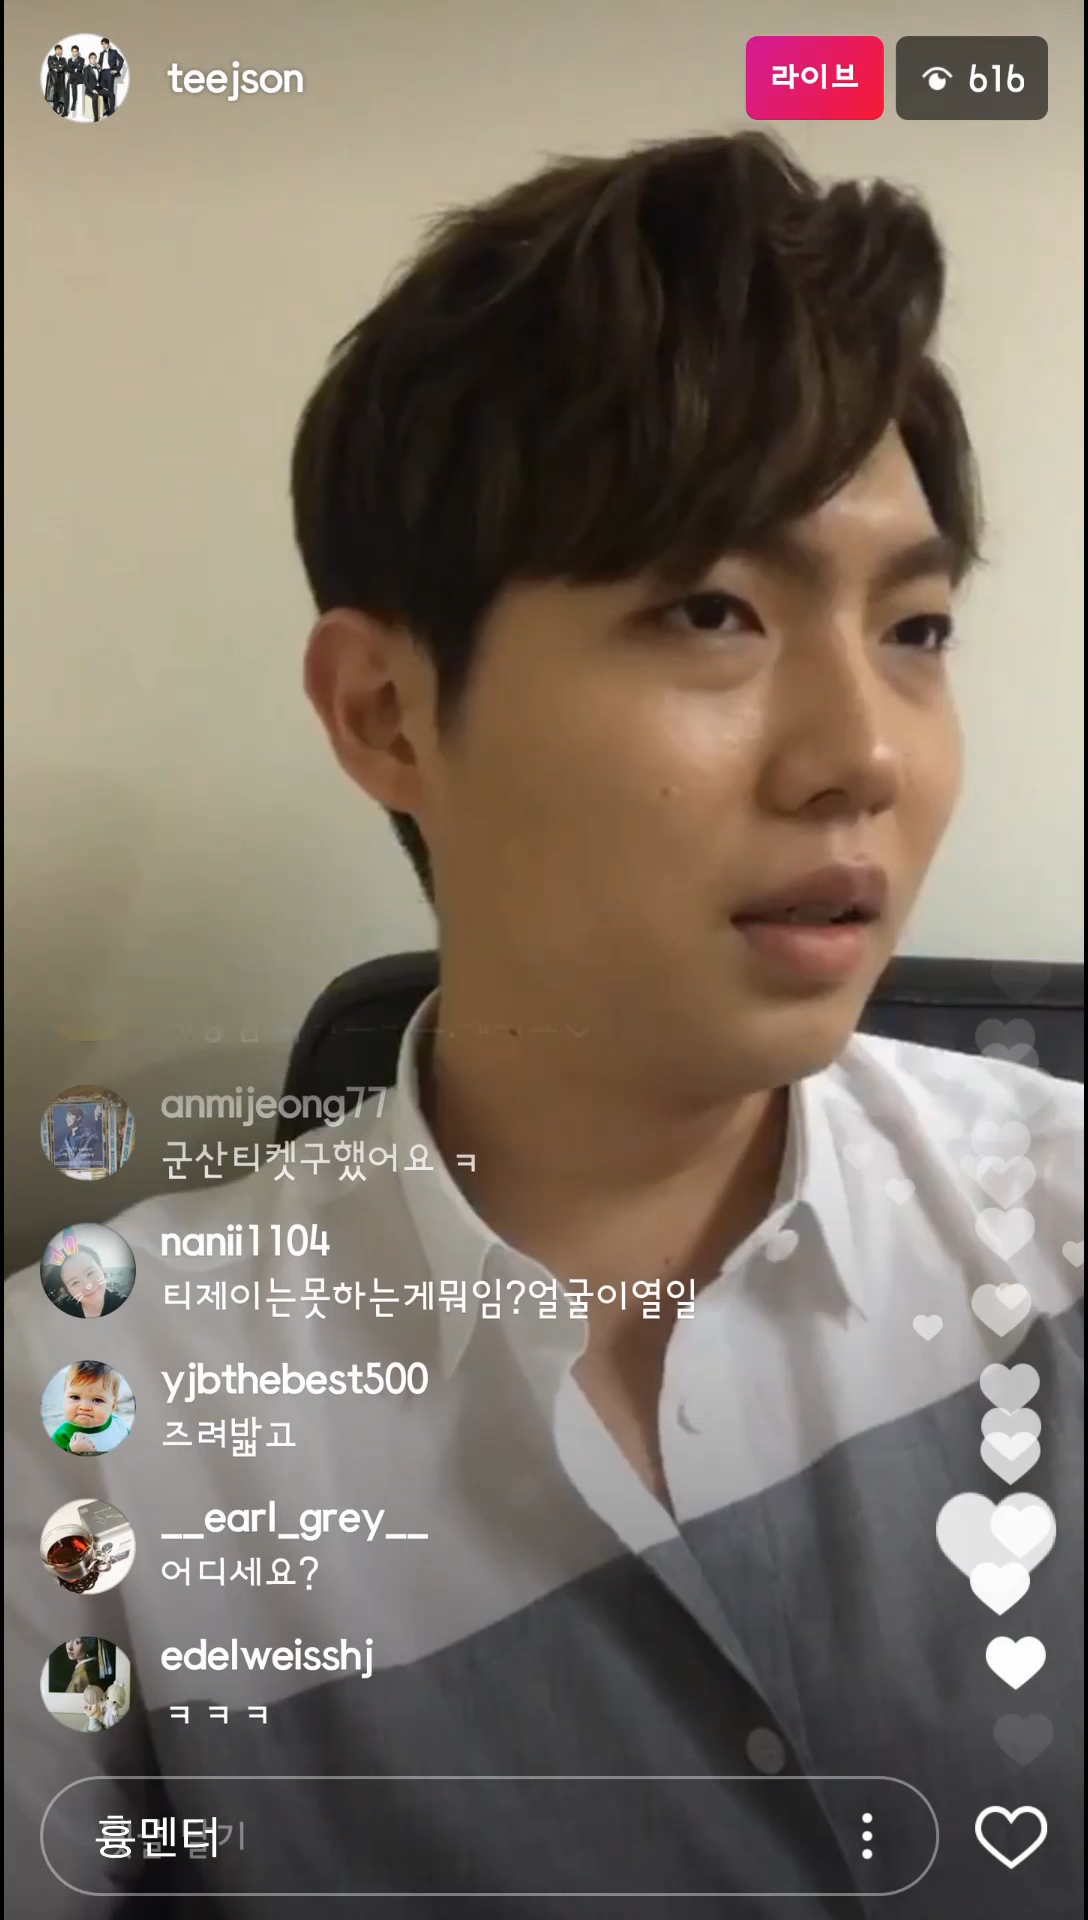 teejson
라이브
616
anmijeong77
군산티켓구했어요 ㅋ
nanii1104
티제이는못하는게뭐임?얼굴이열일
yjbthebest500
즈려밟고
__earl_grey__
어디세요?
edelweisshj
ㅋㅋㅋ
흉멘터